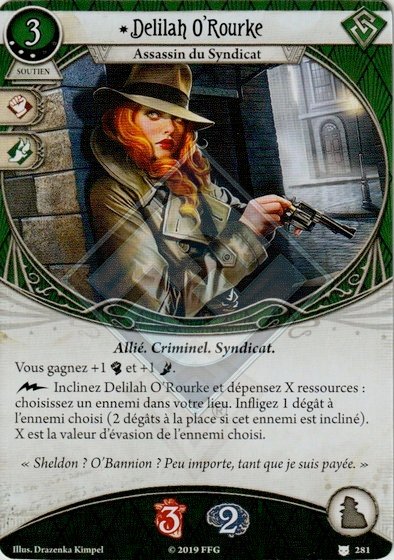 3
Delilah O'Rourke
Assassin du Syndicat
SOUTIEN
Allié. Criminel. Syndicat.
Vous gagnez +1 et +1 .
Inclinez Delilah O'Rourke et dépensez X ressources :
choisissez un ennemi dans votre lieu. Infligez 1 dégât à
l'ennemi choisi (2 dégâts à la place si cet ennemi est incliné).
X est la valeur d'évasion de l'ennemi choisi.
« Sheldon ? O'Bannion ? Peu importe, tant que je suis payée. »
3 2
Illus. Drazenka Kimpel © 2019 FFG 281